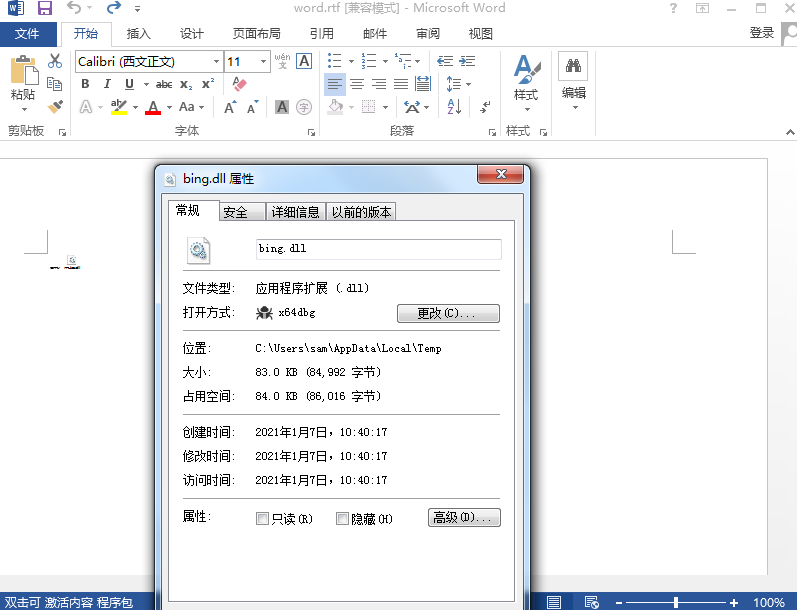 word.rtf [兼容模式] - Microsoft Word
文件 开始 插入 设计 页面布局 引用 邮件 审阅 视图 登录
Calibri (西文正文) 11 wén 文 A
粘贴 样式 编辑
B I U abc x₂ x²
A aby A Aa A A A 字
剪贴板 字体 段落 样式
bing.dll 属性
常规 安全 详细信息 以前的版本
bing.dll
文件类型: 应用程序扩展 (.dll)
打开方式: x64dbg 更改(C)...
位置: C:\Users\sam\AppData\Local\Temp
大小: 83.0 KB (84,992 字节)
占用空间: 84.0 KB (86,016 字节)
创建时间: 2021年1月7日，10:40:17
修改时间: 2021年1月7日，10:40:17
访问时间: 2021年1月7日，10:40:17
属性: 只读(R) 隐藏(H) 高级(D)...
双击可 激活内容 程序包 100%